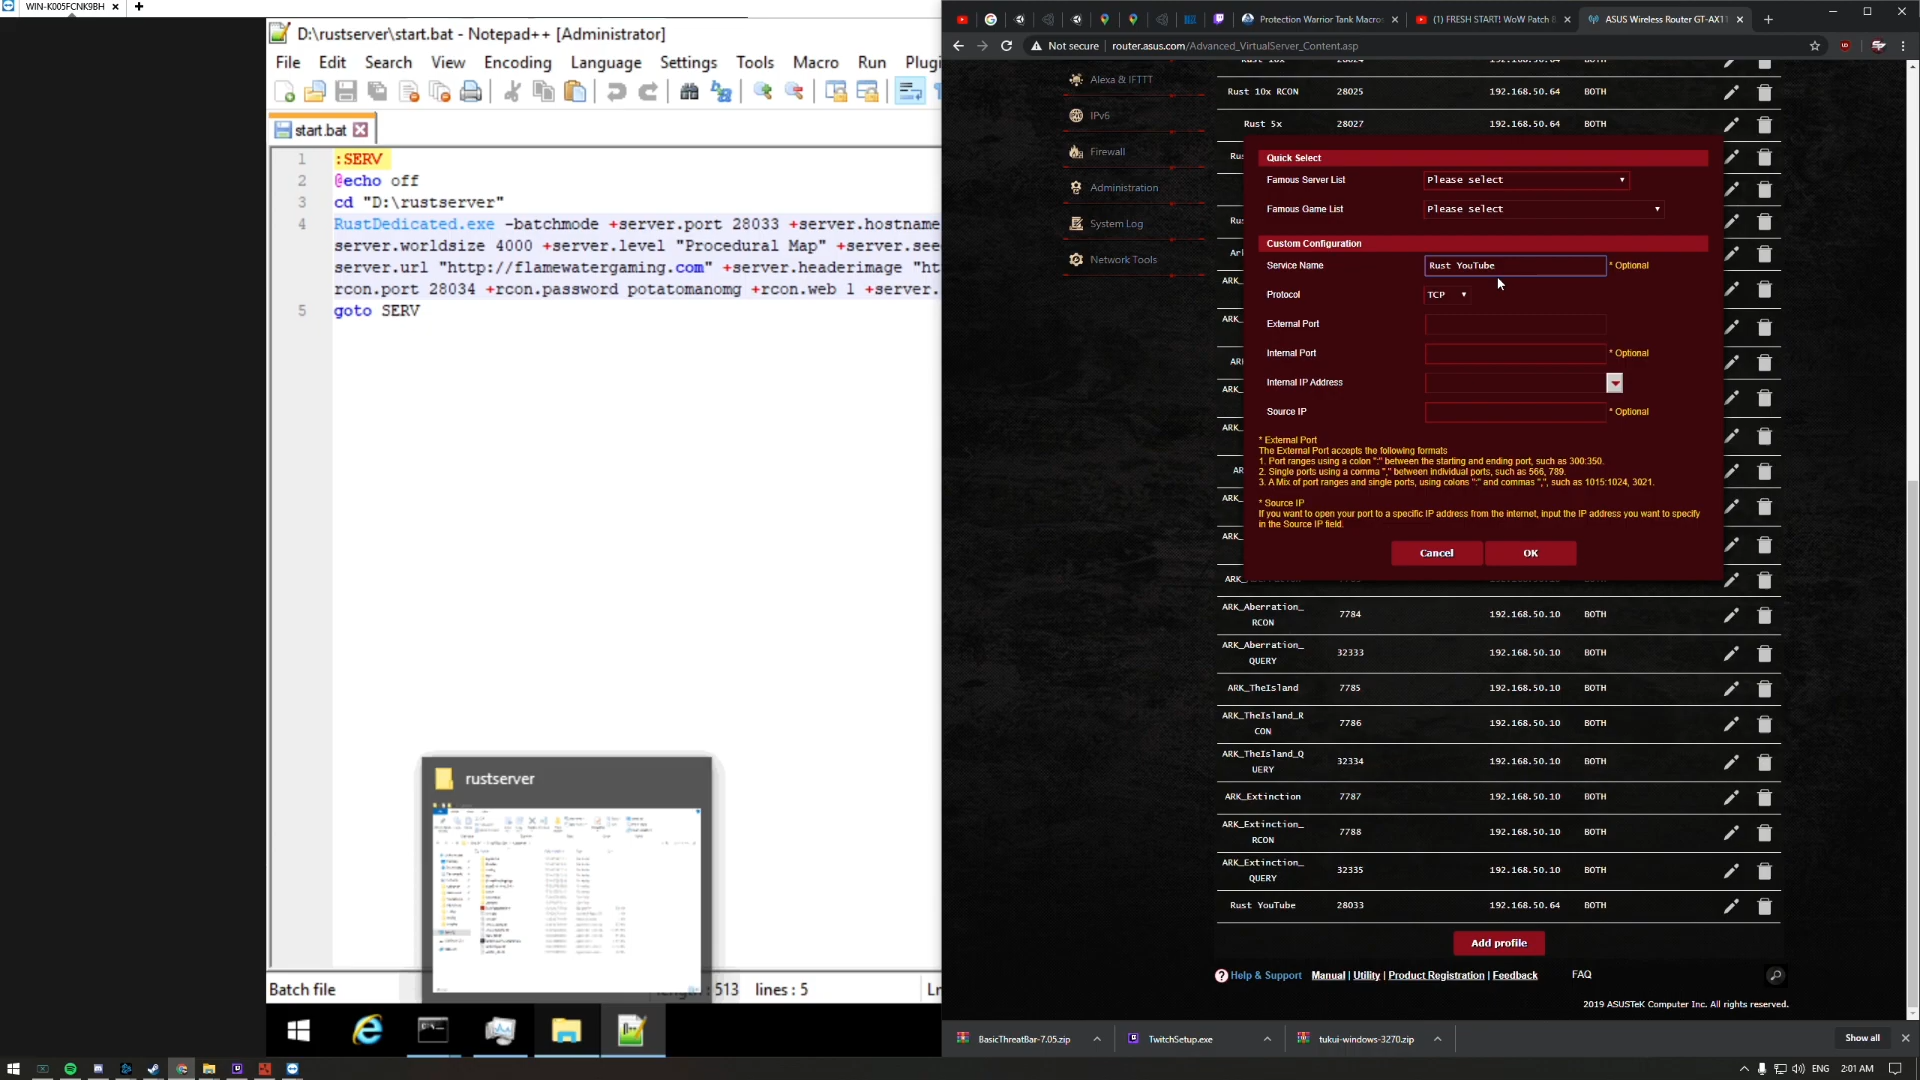 WIN-K005FCNK9BH
D:\rustserver\start.bat - Notepad++ [Administrator]
File Edit Search View Encoding Language Settings Tools Macro Run Plugi
start.bat
1 :SERV
2 @echo off
3 cd "D:\rustserver"
4 RustDedicated.exe -batchmode +server.port 28033 +server.hostname
server.worldsize 4000 +server.level "Procedural Map" +server.see
server.url "http://flamewatergaming.com" +server.headerimage "ht
rcon.port 28034 +rcon.password potatomanomg +rcon.web 1 +server.
5 goto SERV
rustserver
Batch file
513 lines : 5
Ln
Protection Warrior Tank Macro
(1) FRESH START! WoW Patch 8
ASUS Wireless Router GT-AX11
Not secure | router.asus.com/Advanced_VirtualServer_Content.asp
Alexa & IFTTT
IPv6
Firewall
Administration
System Log
Network Tools
Rust 10x RCON 28025 192.168.50.64 BOTH
Rust 5x 28027 192.168.50.64 BOTH
Quick Select
Famous Server List Please select
Famous Game List Please select
Custom Configuration
Service Name Rust YouTube * Optional
Protocol TCP
External Port
Internal Port * Optional
Internal IP Address
Source IP * Optional
* External Port
The External Port accepts the following formats
1. Port ranges using a colon ":" between the starting and ending port, such as 300:350.
2. Single ports using a comma "," between individual ports, such as 566, 789.
3. A Mix of port ranges and single ports, using colons ":" and commas ",", such as 1015:1024, 3021.
* Source IP
If you want to open your port to a specific IP address from the internet, input the IP address you want to specify
in the Source IP field.
Cancel OK
ARK_Aberration_
RCON 7784 192.168.50.10 BOTH
ARK_Aberration_
QUERY 32333 192.168.50.10 BOTH
ARK_TheIsland 7785 192.168.50.10 BOTH
ARK_TheIsland_R
CON 7786 192.168.50.10 BOTH
ARK_TheIsland_Q
UERY 32334 192.168.50.10 BOTH
ARK_Extinction 7787 192.168.50.10 BOTH
ARK_Extinction_
RCON 7788 192.168.50.10 BOTH
ARK_Extinction_
QUERY 32335 192.168.50.10 BOTH
Rust YouTube 28033 192.168.50.64 BOTH
Add profile
Help & Support Manual | Utility | Product Registration | Feedback FAQ
2019 ASUSTeK Computer Inc. All rights reserved.
BasicThreatBar-7.05.zip
TwitchSetup.exe
tukui-windows-3270.zip
Show all
ENG 2:01 AM